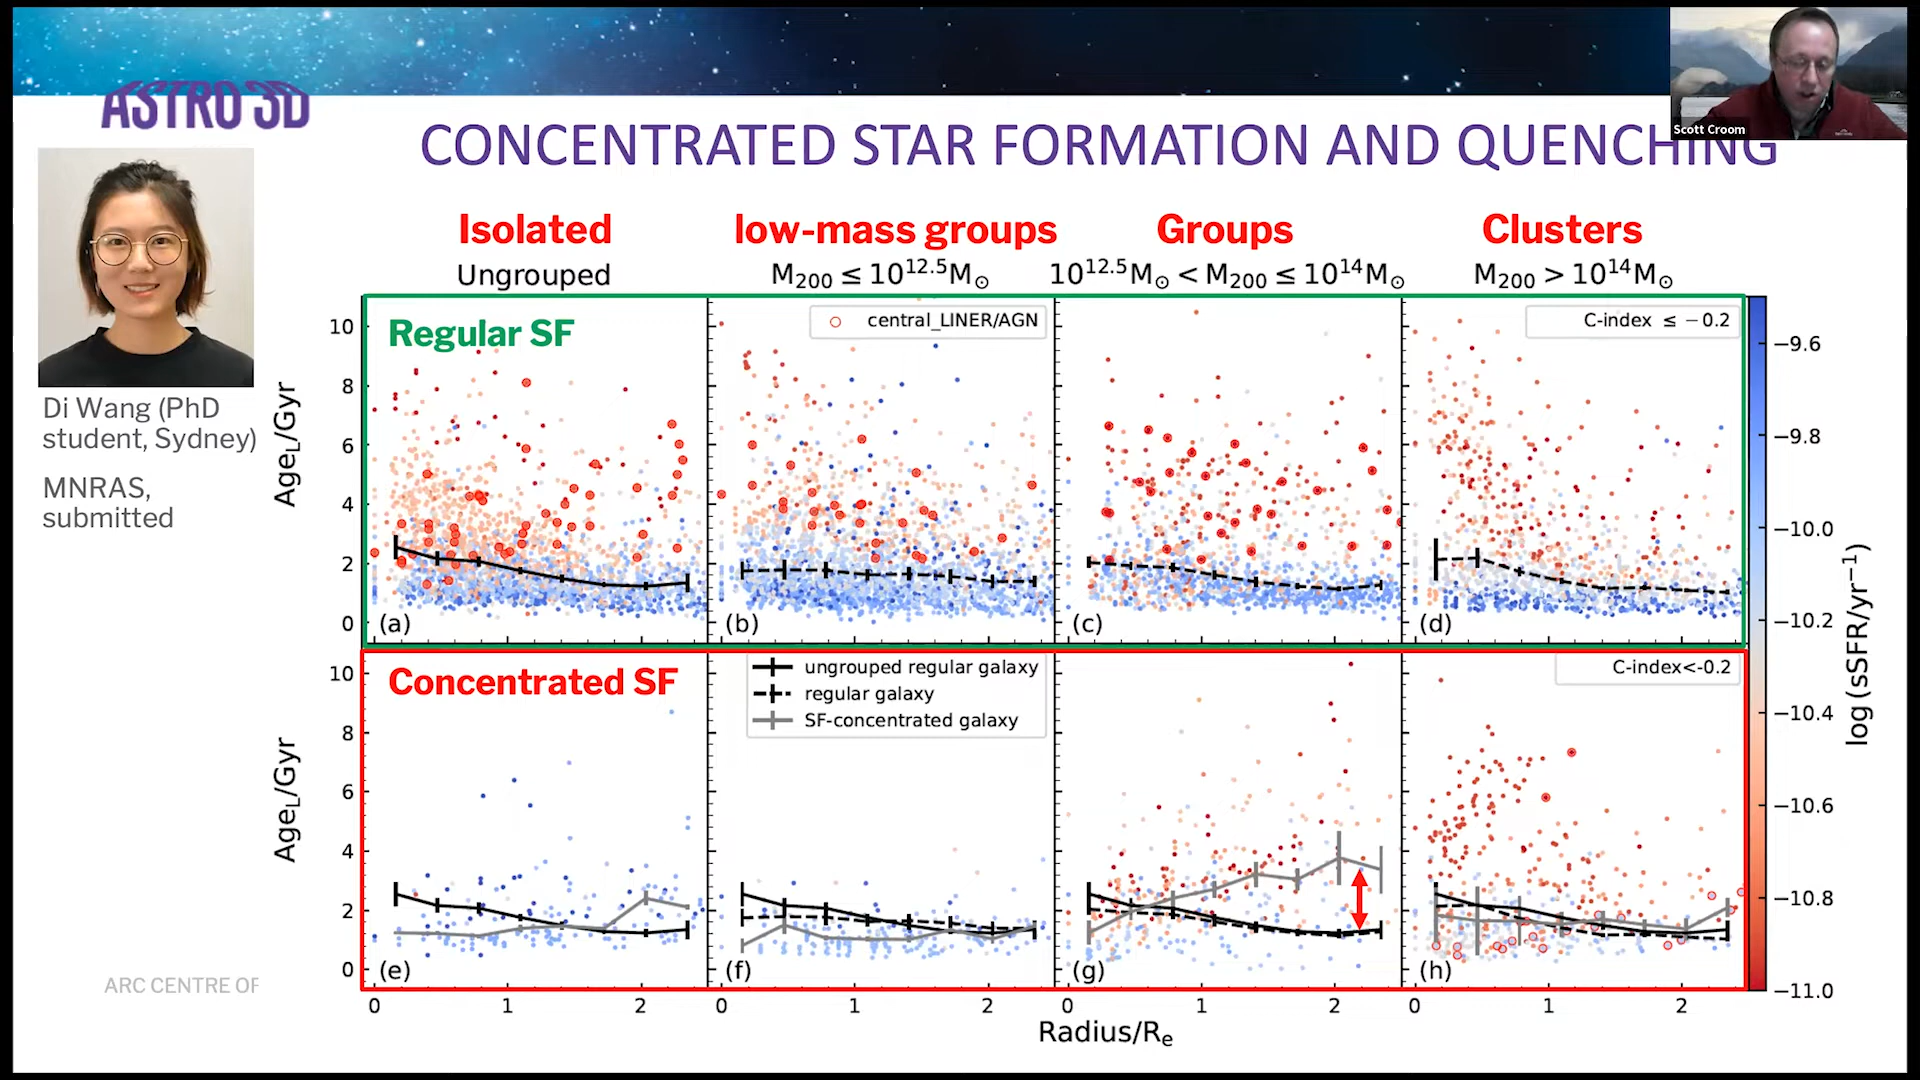 ASTRO 3D
Scott Croom
CONCENTRATED STAR FORMATION AND QUENCHING
Di Wang (PhD
student, Sydney)
MNRAS,
submitted
ARC CENTRE OF
Isolated
low-mass groups
Groups
Clusters
Ungrouped
M200 ≤ 10^12.5 M⊙
10^12.5 M⊙ < M200 ≤ 10^14 M⊙
M200 > 10^14 M⊙
Regular SF
central_LINER/AGN
C-index ≤ −0.2
Age_L/Gyr
10
8
6
4
2
0
(a)
(b)
(c)
(d)
Concentrated SF
ungrouped regular galaxy
regular galaxy
SF-concentrated galaxy
C-index<-0.2
Age_L/Gyr
10
8
6
4
2
0
(e)
(f)
(g)
(h)
0 1 2 0 1 2 0 1 2 0 1 2
Radius/R_e
−9.6
−9.8
−10.0
−10.2
−10.4
−10.6
−10.8
−11.0
log (sSFR/yr⁻¹)